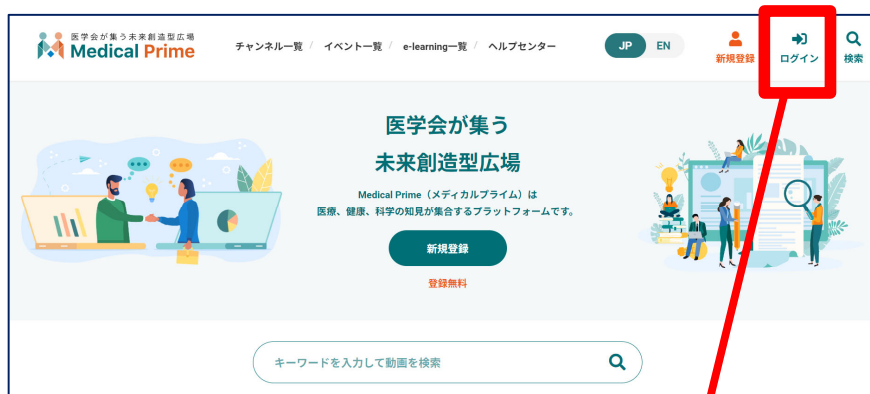 医学会が集う未来創造型広場
Medical Prime
チャンネル一覧 / イベント一覧 / e-learning一覧 / ヘルプセンター
JP EN
新規登録
ログイン
検索
医学会が集う
未来創造型広場
Medical Prime（メディカルプライム）は
医療、健康、科学の知見が集合するプラットフォームです。
新規登録
登録無料
キーワードを入力して動画を検索